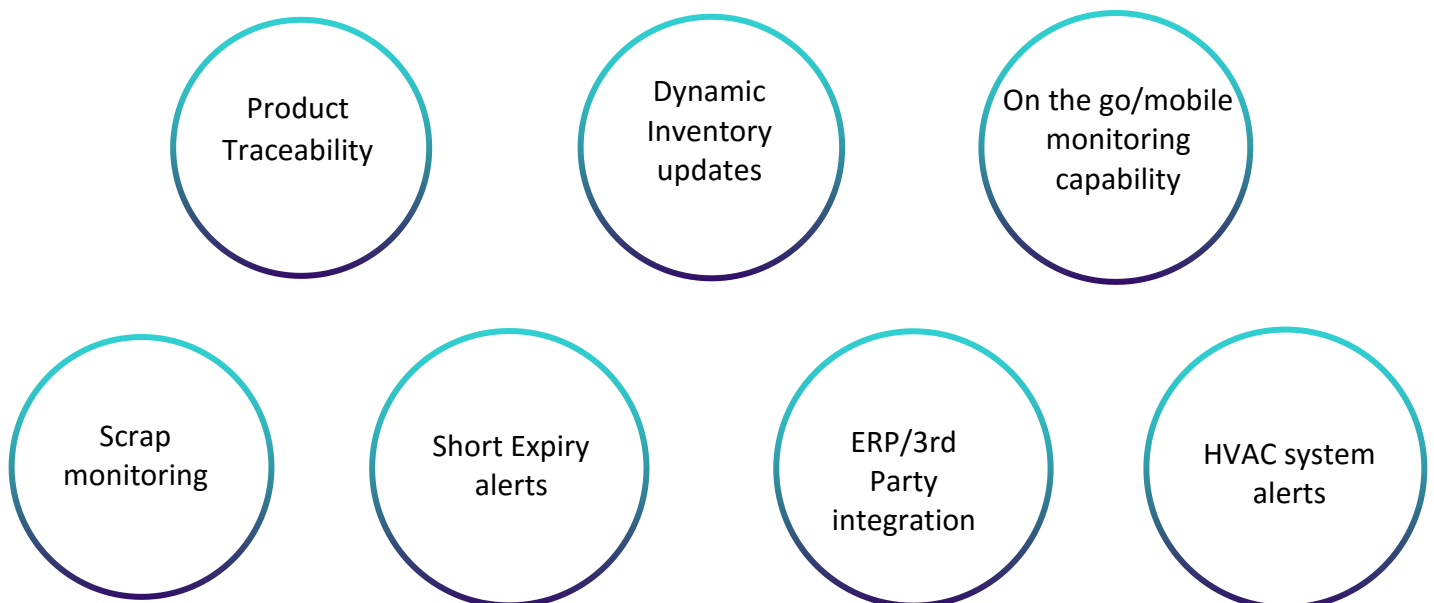 Product
Traceability
Dynamic
Inventory
updates
On the go/mobile
monitoring
capability
Scrap
monitoring
Short Expiry
alerts
ERP/3rd
Party
integration
HVAC system
alerts